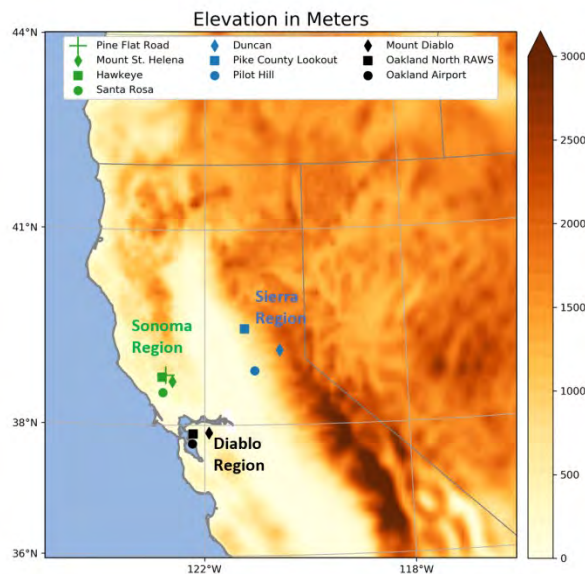 Elevation in Meters
44°N
Pine Flat Road
Mount St. Helena
Hawkeye
Santa Rosa
Duncan
Pike County Lookout
Pilot Hill
Mount Diablo
Oakland North RAWS
Oakland Airport
41°N
Sierra
Region
Sonoma
Region
38°N
Diablo
Region
36°N
122°W
118°W
3000
2500
2000
1500
1000
500
0